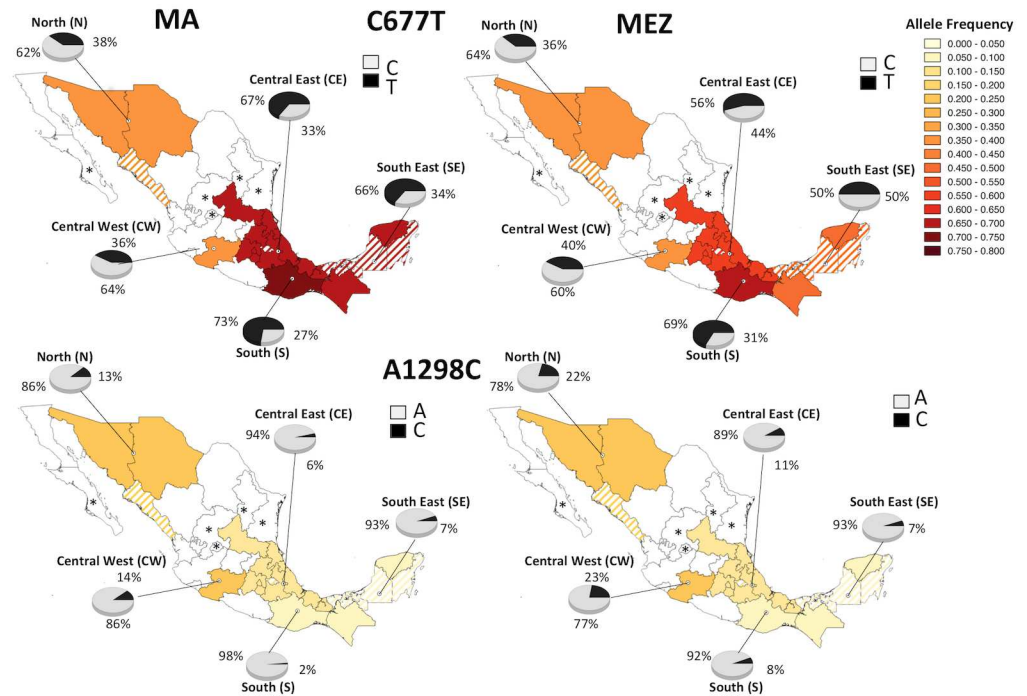 MA
C677T
MEZ
Allele Frequency
0.000 - 0.050
0.050 - 0.100
0.100 - 0.150
0.150 - 0.200
0.200 - 0.250
0.250 - 0.300
0.300 - 0.350
0.350 - 0.400
0.400 - 0.450
0.450 - 0.500
0.500 - 0.550
0.550 - 0.600
0.600 - 0.650
0.650 - 0.700
0.700 - 0.750
0.750 - 0.800
North (N)
62%
38%
C
T
Central East (CE)
67%
33%
South East (SE)
66%
34%
Central West (CW)
36%
64%
73%
27%
South (S)
*
*
*
*
*
North (N)
64%
36%
C
T
Central East (CE)
56%
44%
South East (SE)
50%
50%
Central West (CW)
40%
60%
69%
31%
South (S)
*
*
*
*
*
A1298C
North (N)
86%
13%
A
C
Central East (CE)
94%
6%
South East (SE)
93%
7%
Central West (CW)
14%
86%
98%
2%
South (S)
*
*
*
*
*
North (N)
78%
22%
A
C
Central East (CE)
89%
11%
South East (SE)
93%
7%
Central West (CW)
23%
77%
92%
8%
South (S)
*
*
*
*
*